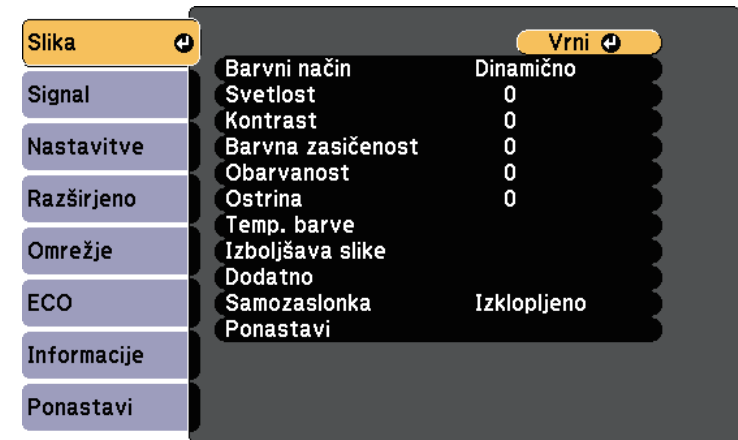 Slika
Signal
Nastavitve
Razširjeno
Omrežje
ECO
Informacije
Ponastavi
Vrni
Barvni način Dinamično
Svetlost 0
Kontrast 0
Barvna zasičenost 0
Obarvanost 0
Ostrina 0
Temp. barve
Izboljšava slike
Dodatno
Samozaslonka Izklopljeno
Ponastavi